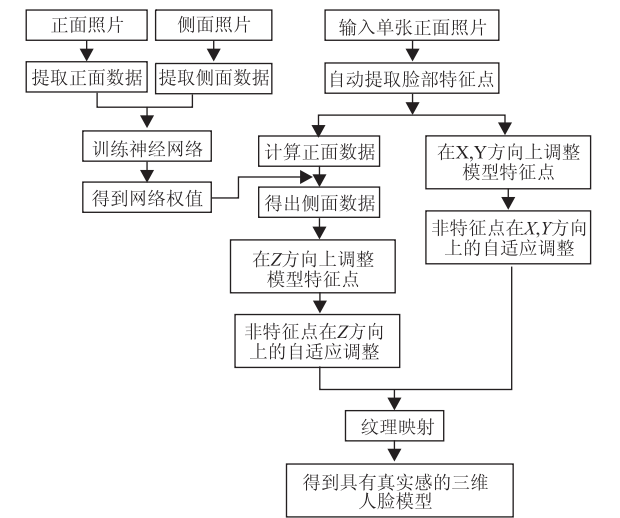 正面照片
侧面照片
输入单张正面照片
提取正面数据
提取侧面数据
自动提取脸部特征点
训练神经网络
计算正面数据
在X,Y方向上调整
模型特征点
得到网络权值
得出侧面数据
非特征点在X,Y方向
上的自适应调整
在Z方向上调整
模型特征点
非特征点在Z方向
上的自适应调整
纹理映射
得到具有真实感的三维
人脸模型